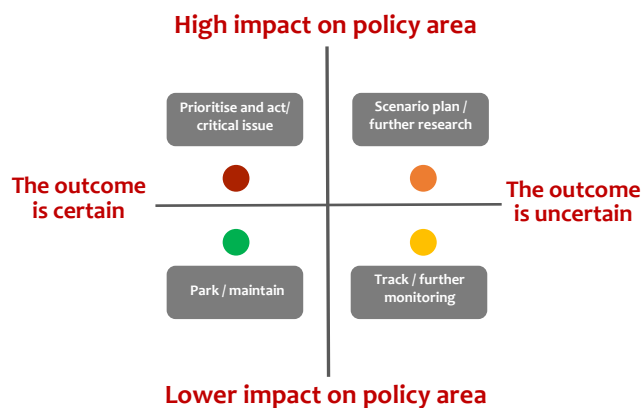 High impact on policy area
Prioritise and act/
critical issue
Scenario plan /
further research
The outcome
is certain
The outcome
is uncertain
Park / maintain
Track / further
monitoring
Lower impact on policy area